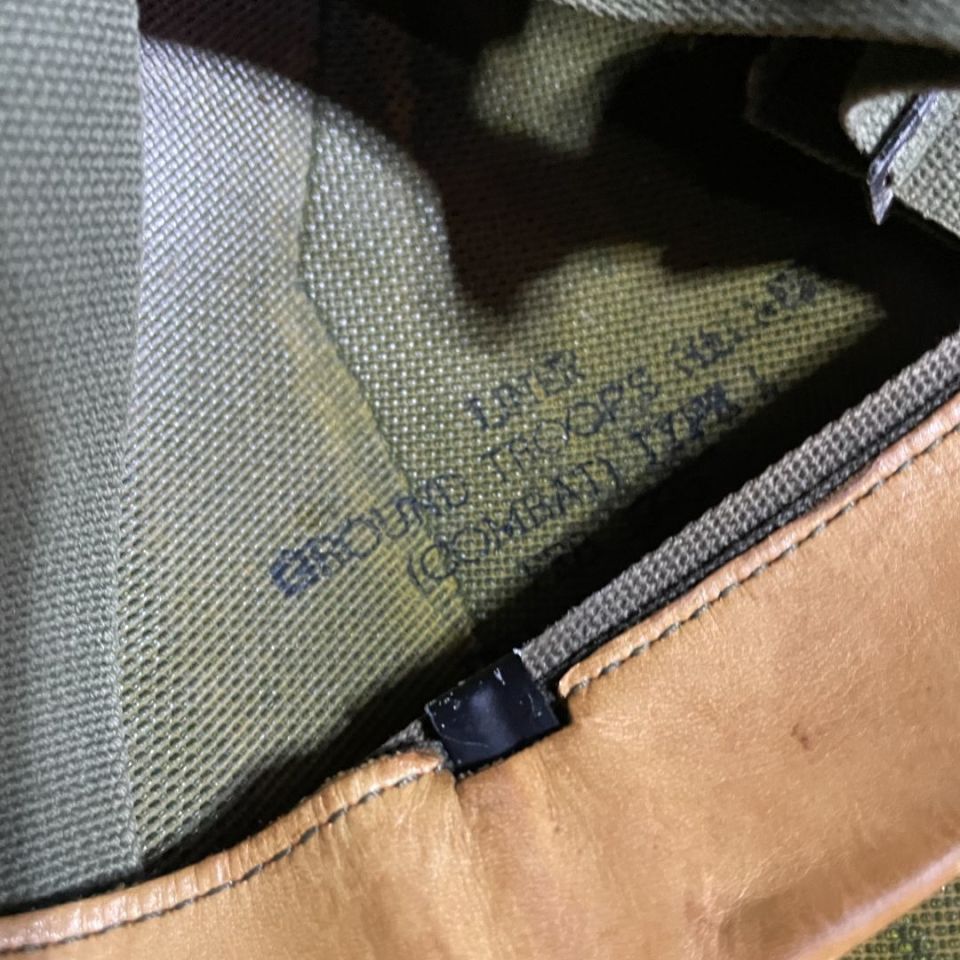 LINER
GROUND TROOPS
(COMBAT) TYPE I